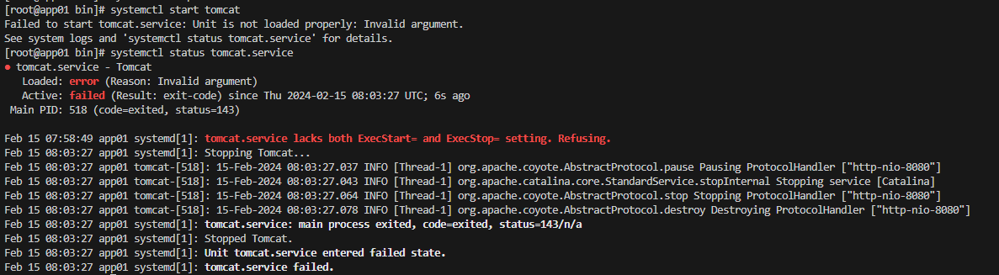 [root@app01 bin]# systemctl start tomcat
Failed to start tomcat.service: Unit is not loaded properly: Invalid argument.
See system logs and 'systemctl status tomcat.service' for details.
[root@app01 bin]# systemctl status tomcat.service
● tomcat.service - Tomcat
   Loaded: error (Reason: Invalid argument)
   Active: failed (Result: exit-code) since Thu 2024-02-15 08:03:27 UTC; 6s ago
 Main PID: 518 (code=exited, status=143)

Feb 15 07:58:49 app01 systemd[1]: tomcat.service lacks both ExecStart= and ExecStop= setting. Refusing.
Feb 15 08:03:27 app01 systemd[1]: Stopping Tomcat...
Feb 15 08:03:27 app01 tomcat-[518]: 15-Feb-2024 08:03:27.037 INFO [Thread-1] org.apache.coyote.AbstractProtocol.pause Pausing ProtocolHandler ["http-nio-8080"]
Feb 15 08:03:27 app01 tomcat-[518]: 15-Feb-2024 08:03:27.043 INFO [Thread-1] org.apache.catalina.core.StandardService.stopInternal Stopping service [Catalina]
Feb 15 08:03:27 app01 tomcat-[518]: 15-Feb-2024 08:03:27.064 INFO [Thread-1] org.apache.coyote.AbstractProtocol.stop Stopping ProtocolHandler ["http-nio-8080"]
Feb 15 08:03:27 app01 tomcat-[518]: 15-Feb-2024 08:03:27.078 INFO [Thread-1] org.apache.coyote.AbstractProtocol.destroy Destroying ProtocolHandler ["http-nio-8080"]
Feb 15 08:03:27 app01 systemd[1]: tomcat.service: main process exited, code=exited, status=143/n/a
Feb 15 08:03:27 app01 systemd[1]: Stopped Tomcat.
Feb 15 08:03:27 app01 systemd[1]: Unit tomcat.service entered failed state.
Feb 15 08:03:27 app01 systemd[1]: tomcat.service failed.